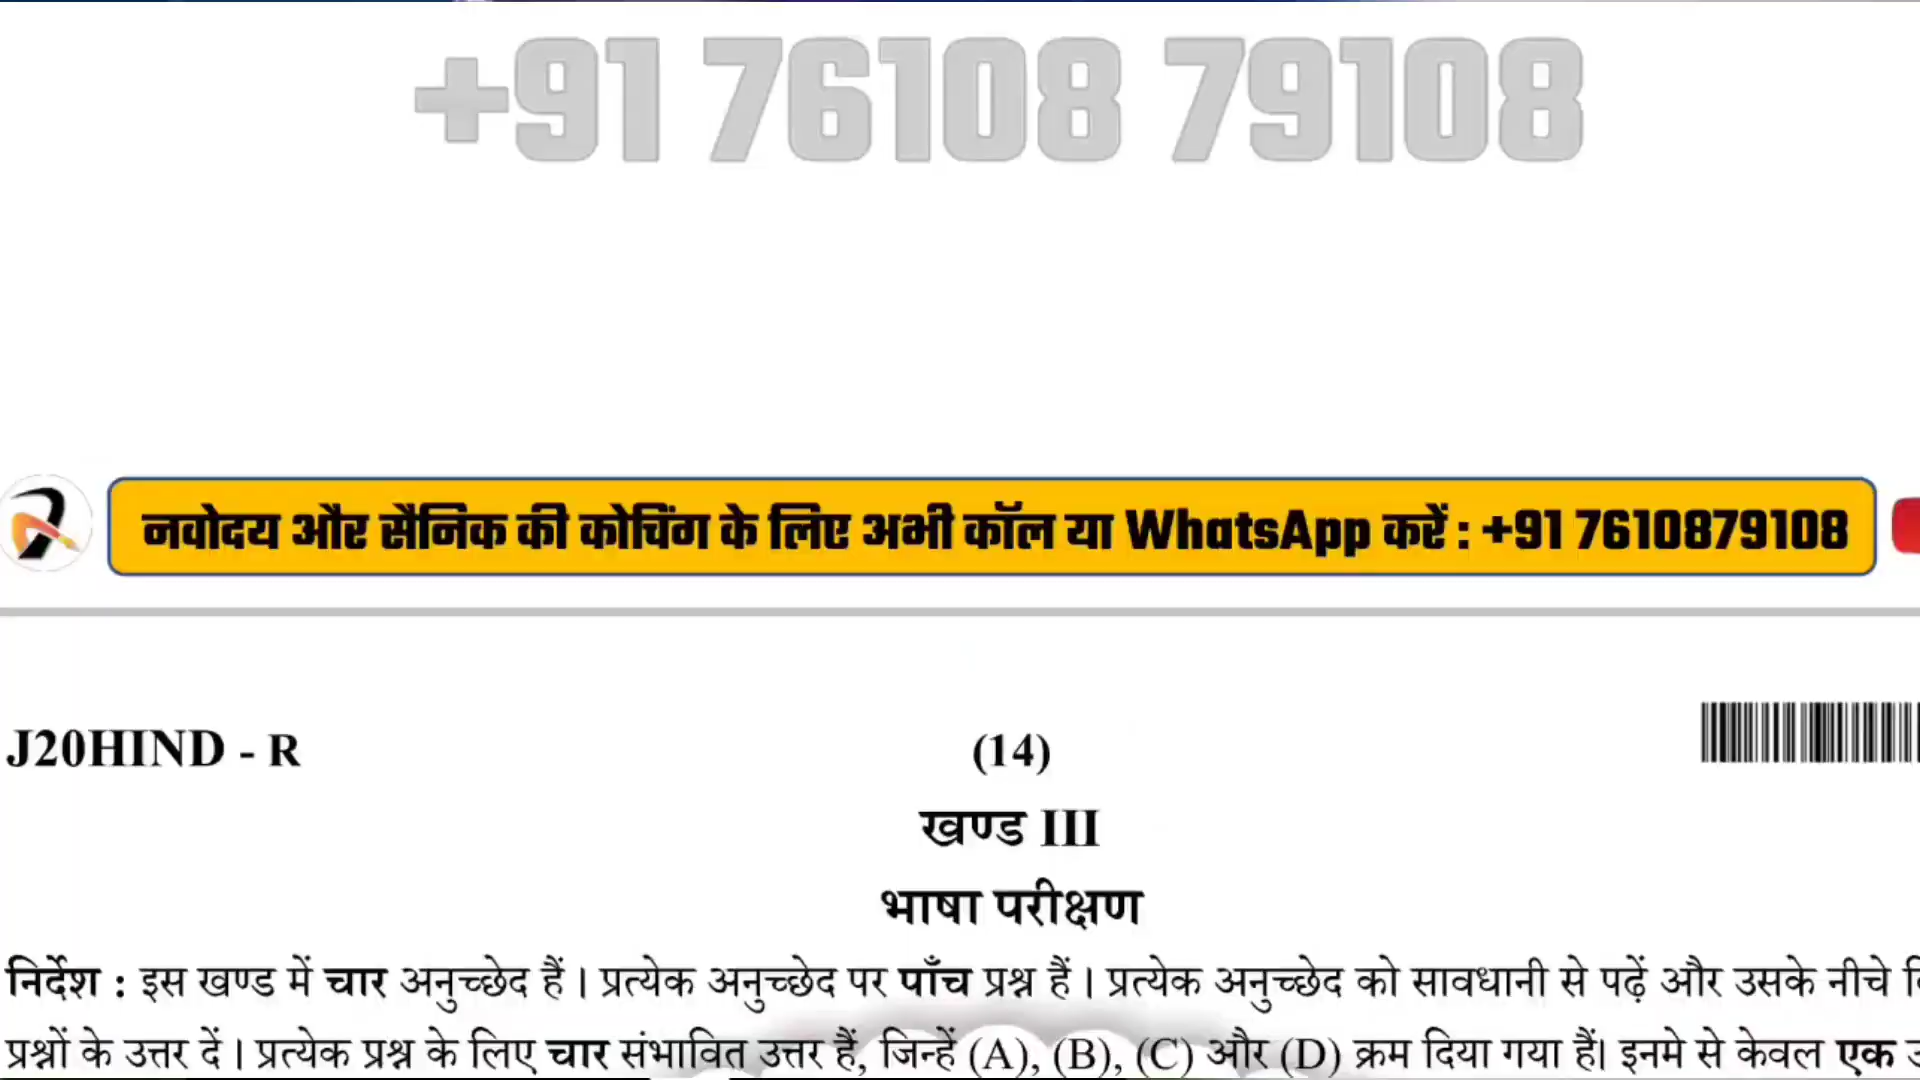 +91 76108 79108
नवोदय और सैनिक की कोचिंग के लिए अभी कॉल या WhatsApp करें : +91 7610879108
J20HIND - R
(14)
खण्ड III
भाषा परीक्षण
निर्देश : इस खण्ड में चार अनुच्छेद हैं । प्रत्येक अनुच्छेद पर पाँच प्रश्न हैं । प्रत्येक अनुच्छेद को सावधानी से पढ़ें और उसके नीचे
प्रश्नों के उत्तर दें । प्रत्येक प्रश्न के लिए चार संभावित उत्तर हैं, जिन्हें (A), (B), (C) और (D) क्रम दिया गया हैं। इनमे से केवल एक